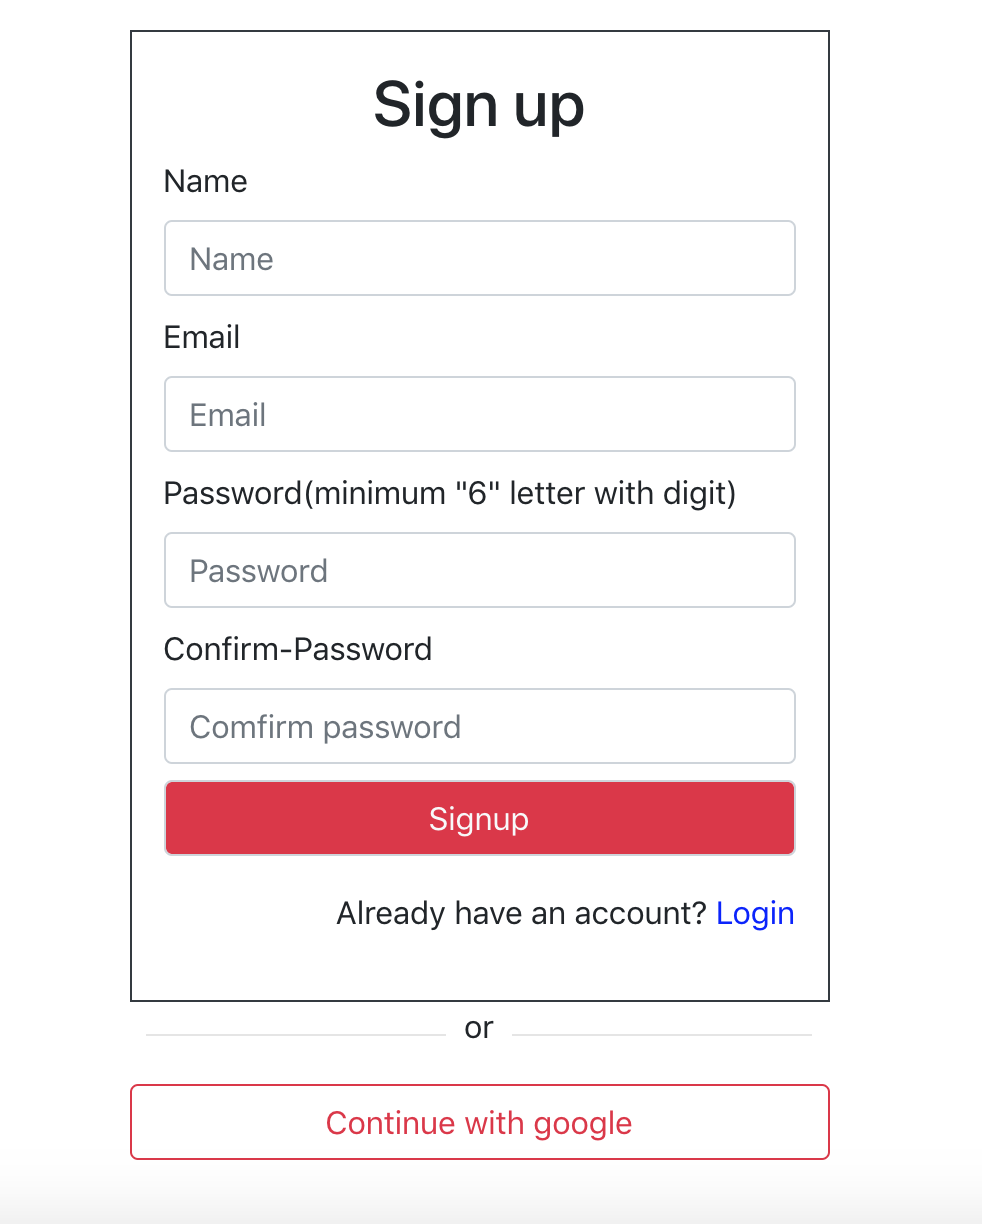 Sign up
Name
Name
Email
Email
Password(minimum "6" letter with digit)
Password
Confirm-Password
Comfirm password
Signup
Already have an account? Login
or
Continue with google